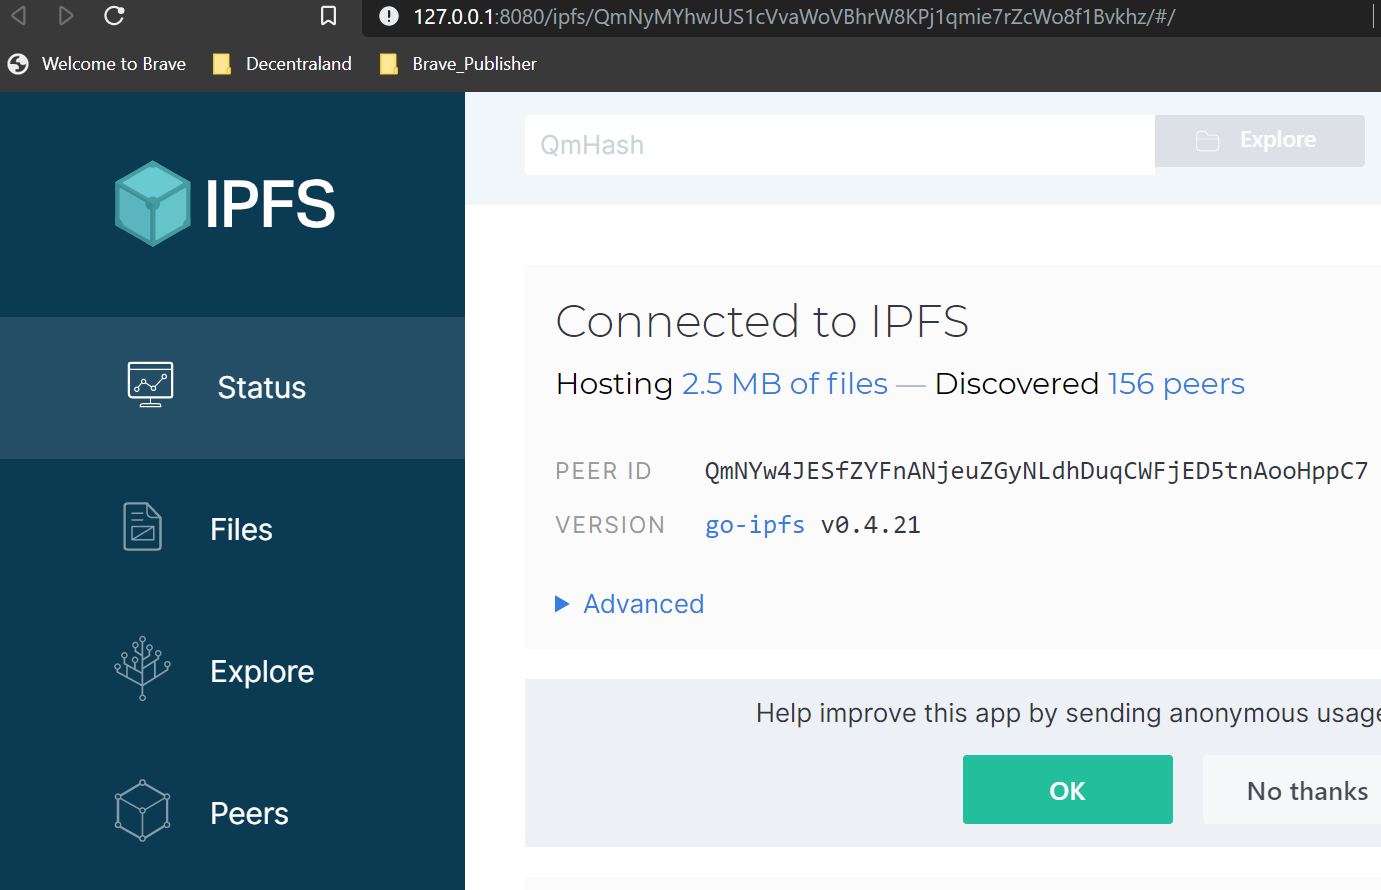 127.0.0.1:8080/ipfs/QmNyMYhwJUS1cVvaWoVBhrW8KPj1qmie7rZcWo8f1Bvkhz/#/
Welcome to Brave Decentraland Brave_Publisher
IPFS
Status
Files
Explore
Peers
QmHash Explore
Connected to IPFS
Hosting 2.5 MB of files — Discovered 156 peers
PEER ID QmNYw4JESfZYFnANjeuZGyNLdhDuqCWFjED5tnAooHppC7
VERSION go-ipfs v0.4.21
Advanced
Help improve this app by sending anonymous usage
OK No thanks